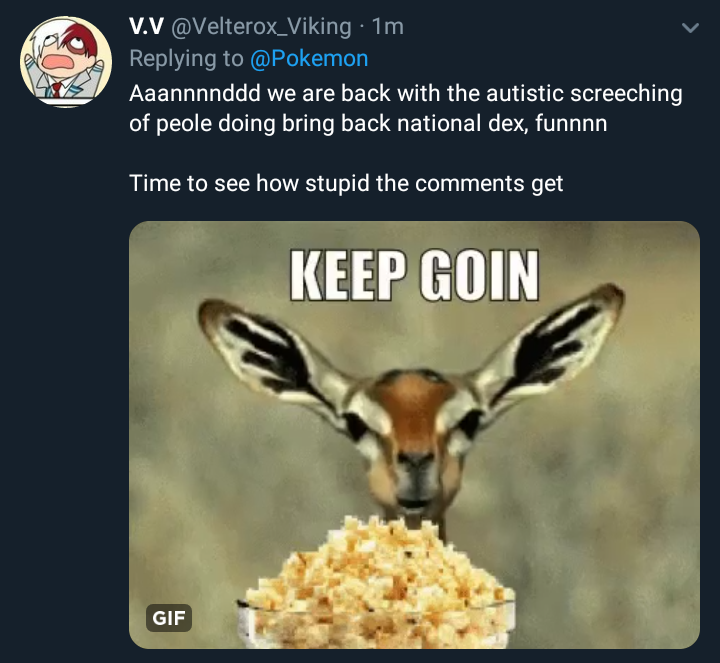 V.V @Velterox_Viking · 1m
Replying to @Pokemon
Aaannnnddd we are back with the autistic screeching
of peole doing bring back national dex, funnnn
Time to see how stupid the comments get
KEEP GOIN
GIF